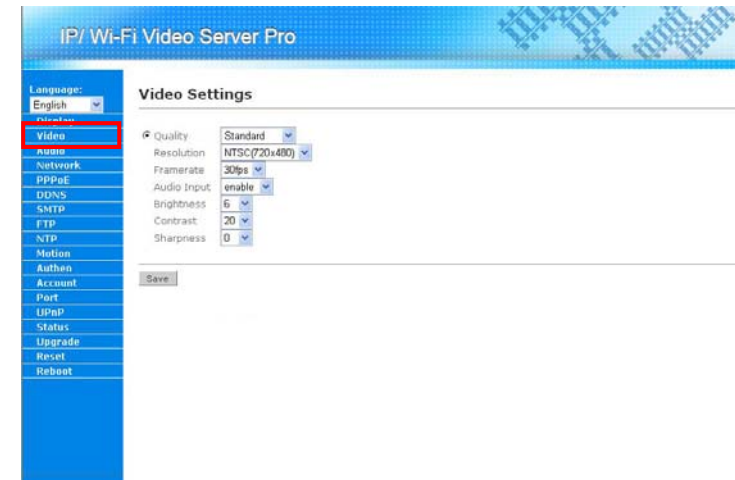 IP/ Wi-Fi Video Server Pro
Language:
English
Display
Video
Audio
Network
PPPoE
DDNS
SMTP
FTP
NTP
Motion
Authen
Account
Port
UPnP
Status
Upgrade
Reset
Reboot
Video Settings
Quality Standard
Resolution NTSC(720x480)
Framerate 30fps
Audio Input enable
Brightness 6
Contrast 20
Sharpness 0
Save